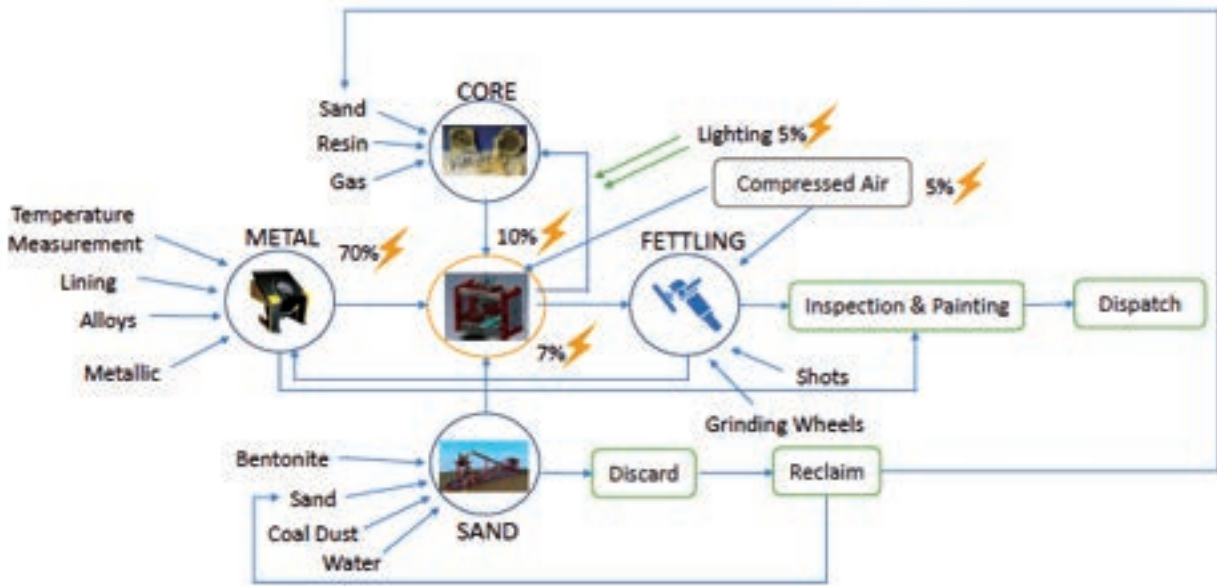 CORE
Sand
Resin
Gas
Lighting 5%
Compressed Air
5%
Temperature
Measurement
Lining
Alloys
Metallic
METAL
70%
10%
7%
FETTLING
Inspection & Painting
Dispatch
Shots
Grinding Wheels
Bentonite
Sand
Coal Dust
Water
SAND
Discard
Reclaim